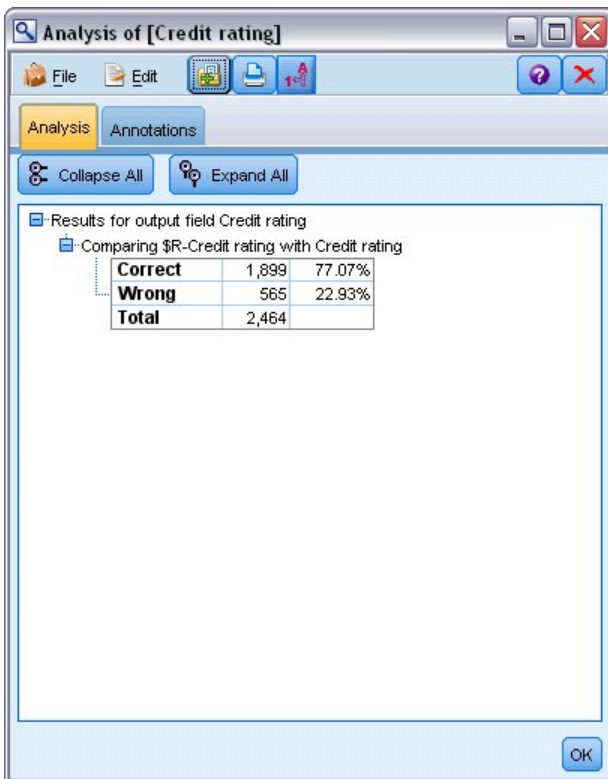 Analysis of [Credit rating]
File Edit
Analysis Annotations
Collapse All Expand All
Results for output field Credit rating
Comparing $R-Credit rating with Credit rating
Correct 1,899 77.07%
Wrong 565 22.93%
Total 2,464
OK